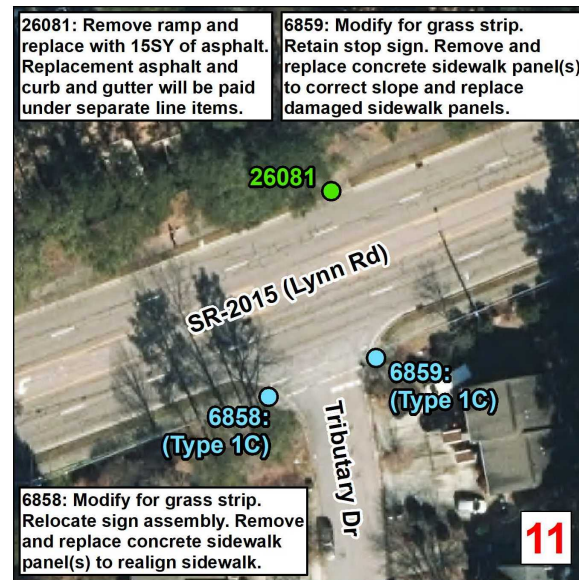 26081: Remove ramp and
replace with 15SY of asphalt.
Replacement asphalt and
curb and gutter will be paid
under separate line items.
6859: Modify for grass strip.
Retain stop sign. Remove and
replace concrete sidewalk panel(s)
to correct slope and replace
damaged sidewalk panels.
26081
SR-2015 (Lynn Rd)
6859:
(Type 1C)
6858:
(Type 1C)
Tributary Dr
6858: Modify for grass strip.
Relocate sign assembly. Remove
and replace concrete sidewalk
panel(s) to realign sidewalk.
11